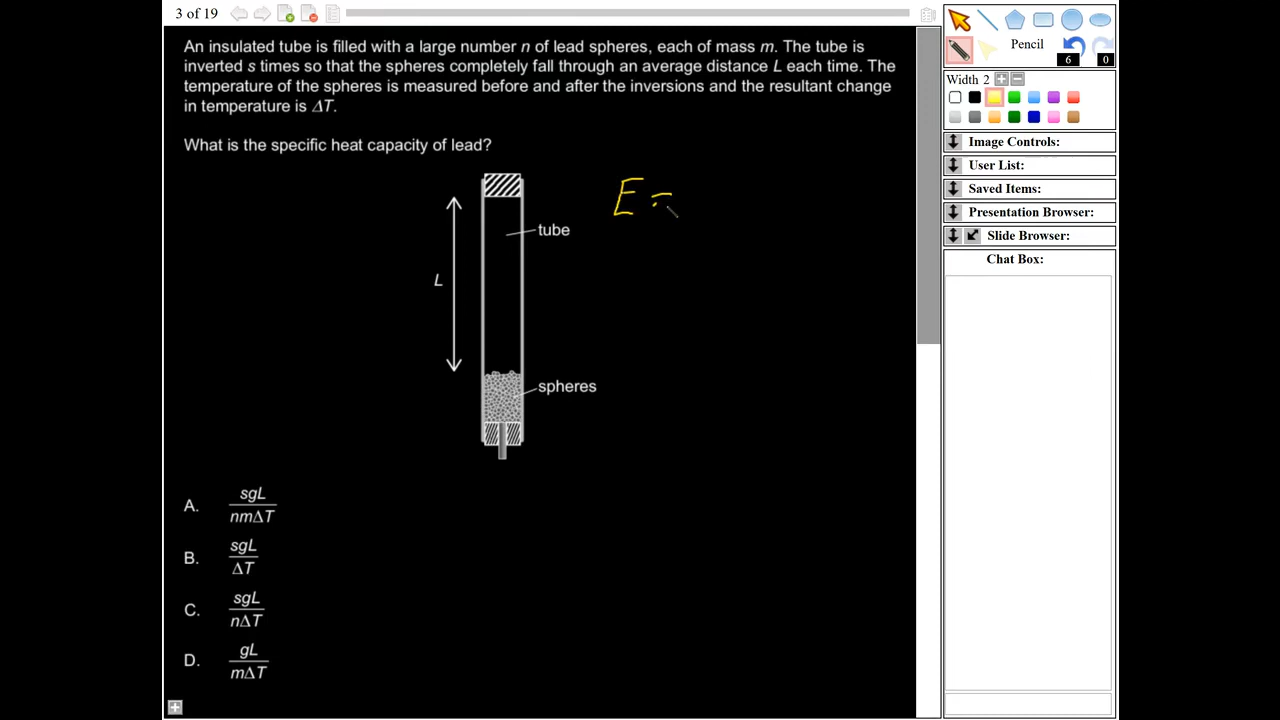 3 of 19
An insulated tube is filled with a large number n of lead spheres, each of mass m. The tube is
inverted s times so that the spheres completely fall through an average distance L each time. The
temperature of the spheres is measured before and after the inversions and the resultant change
in temperature is ΔT.
What is the specific heat capacity of lead?
E =
tube
L
spheres
A. sgL
nmΔT
B. sgL
ΔT
C. sgL
nΔT
D. gL
mΔT
Pencil
6
0
Width 2
Image Controls:
User List:
Saved Items:
Presentation Browser:
Slide Browser:
Chat Box: